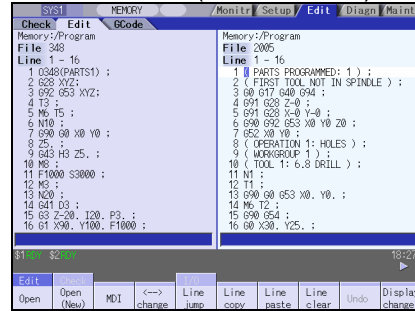 SYS1 MEMORY /Monitr Setup Edit Diagn Maint
Check Edit GCode
Memory:/Program
File 348
Line 1 - 16
1 O348(PARTS1) ;
2 G28 XYZ;
3 G92 G53 XYZ;
4 T3 ;
5 M6 T5 ;
6 N10 ;
7 G90 G0 X0 Y0 ;
8 Z5. ;
9 G43 H3 Z5. ;
10 M8 ;
11 F1000 S3000 ;
12 M3 ;
13 N20 ;
14 G41 D3 ;
15 G3 Z-20. I20. P3. ;
16 G1 X90. Y100. F1000 ;
Memory:/Program
File 2005
Line 1 - 16
1 ( PARTS PROGRAMMED: 1 ) ;
2 ( FIRST TOOL NOT IN SPINDLE ) ;
3 G0 G17 G40 G94 ;
4 G91 G28 Z-0 ;
5 G91 G28 X-0 Y-0 ;
6 G90 G92 G53 X0 Y0 Z0 ;
7 G52 X0 Y0 ;
8 ( OPERATION 1: HOLES ) ;
9 ( WORKGROUP 1 ) ;
10 ( TOOL 1: 6.8 DRILL ) ;
11 N1 ;
12 T1 ;
13 G90 G0 G53 X0. Y0. ;
14 M6 T2 ;
15 G90 G54 ;
16 G0 X30. Y25. ;
$1 RDY $2 RDY 18:27
Edit Check I/O
Open
Open (New)
MDI
<--> change
Line jump
Line copy
Line paste
Line clear
Undo
Display change